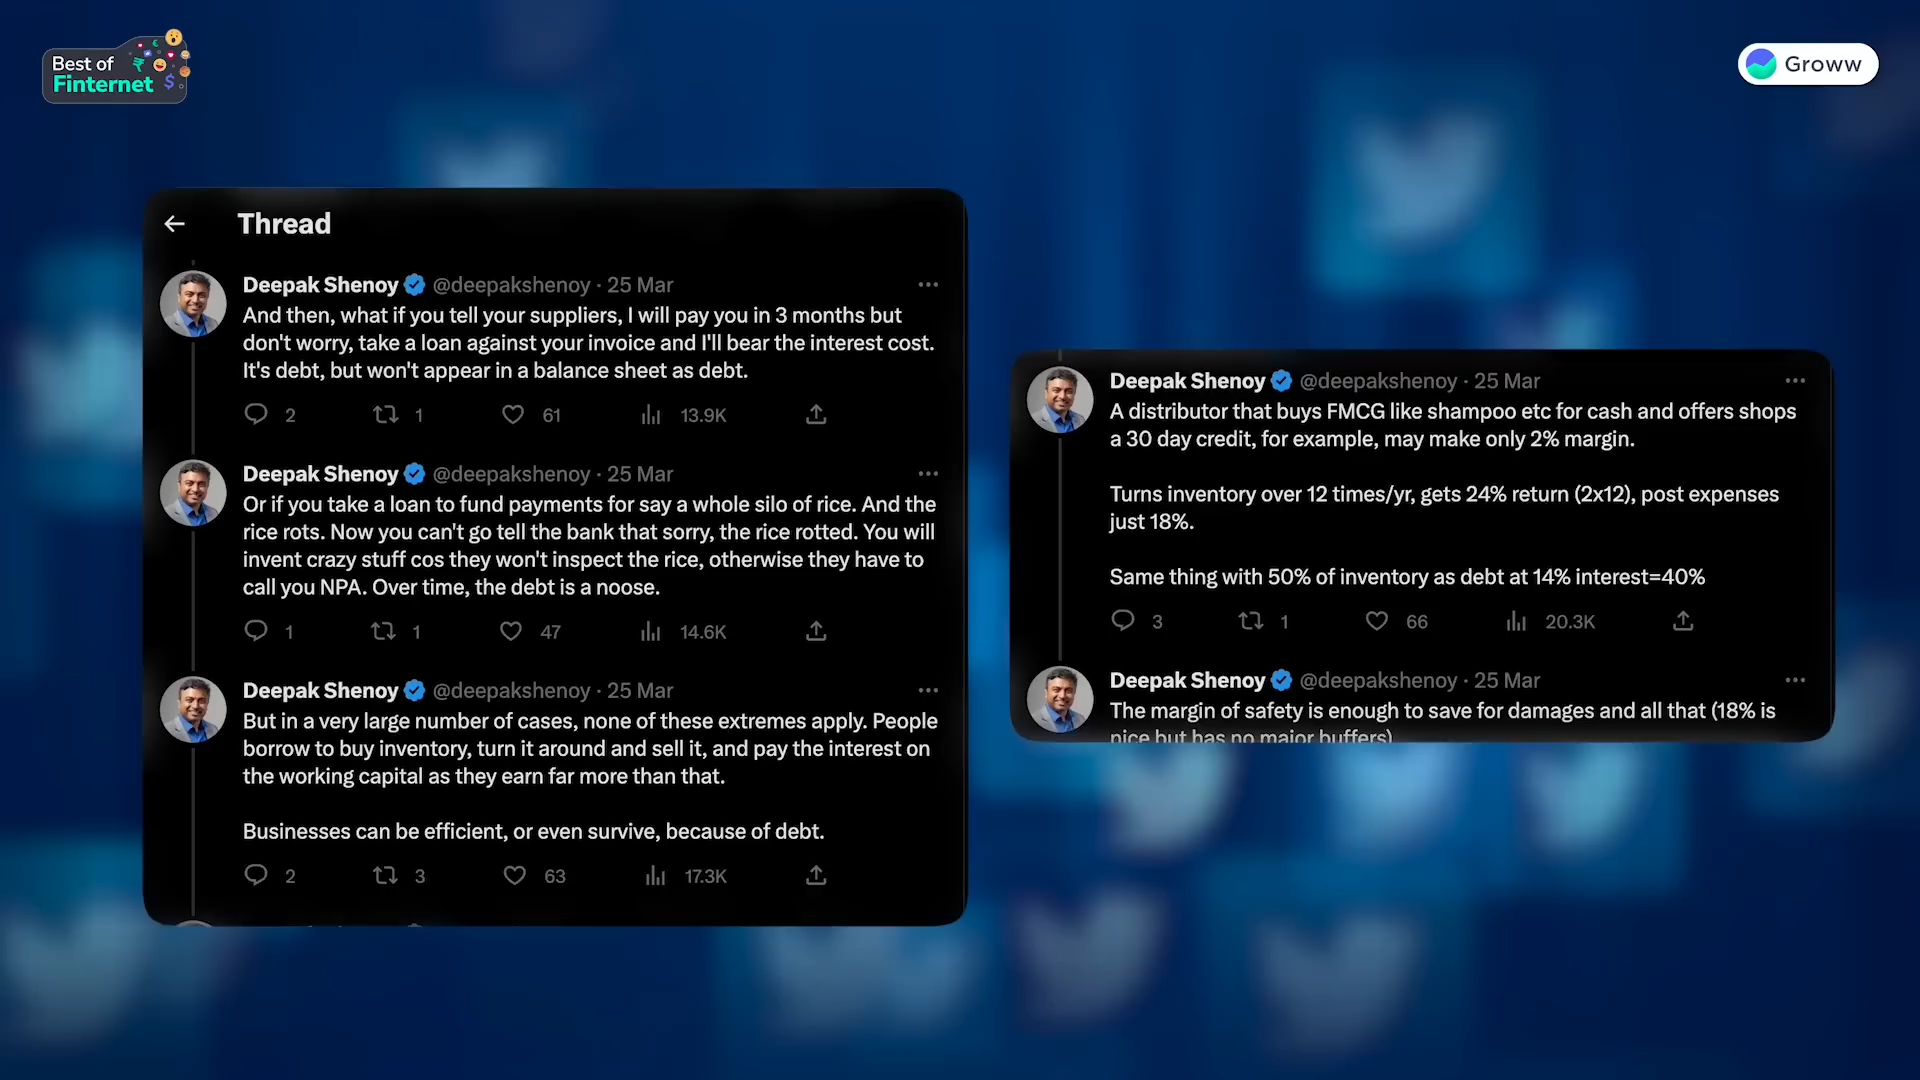 Best of
Finternet
Groww
Thread
Deepak Shenoy @deepakshenoy · 25 Mar
And then, what if you tell your suppliers, I will pay you in 3 months but
don't worry, take a loan against your invoice and I'll bear the interest cost.
It's debt, but won't appear in a balance sheet as debt.
2 1 61 13.9K
Deepak Shenoy @deepakshenoy · 25 Mar
Or if you take a loan to fund payments for say a whole silo of rice. And the
rice rots. Now you can't go tell the bank that sorry, the rice rotted. You will
invent crazy stuff cos they won't inspect the rice, otherwise they have to
call you NPA. Over time, the debt is a noose.
1 1 47 14.6K
Deepak Shenoy @deepakshenoy · 25 Mar
But in a very large number of cases, none of these extremes apply. People
borrow to buy inventory, turn it around and sell it, and pay the interest on
the working capital as they earn far more than that.
Businesses can be efficient, or even survive, because of debt.
2 3 63 17.3K
Deepak Shenoy @deepakshenoy · 25 Mar
A distributor that buys FMCG like shampoo etc for cash and offers shops
a 30 day credit, for example, may make only 2% margin.
Turns inventory over 12 times/yr, gets 24% return (2x12), post expenses
just 18%.
Same thing with 50% of inventory as debt at 14% interest=40%
3 1 66 20.3K
Deepak Shenoy @deepakshenoy · 25 Mar
The margin of safety is enough to save for damages and all that (18% is
nice but has no major buffers)